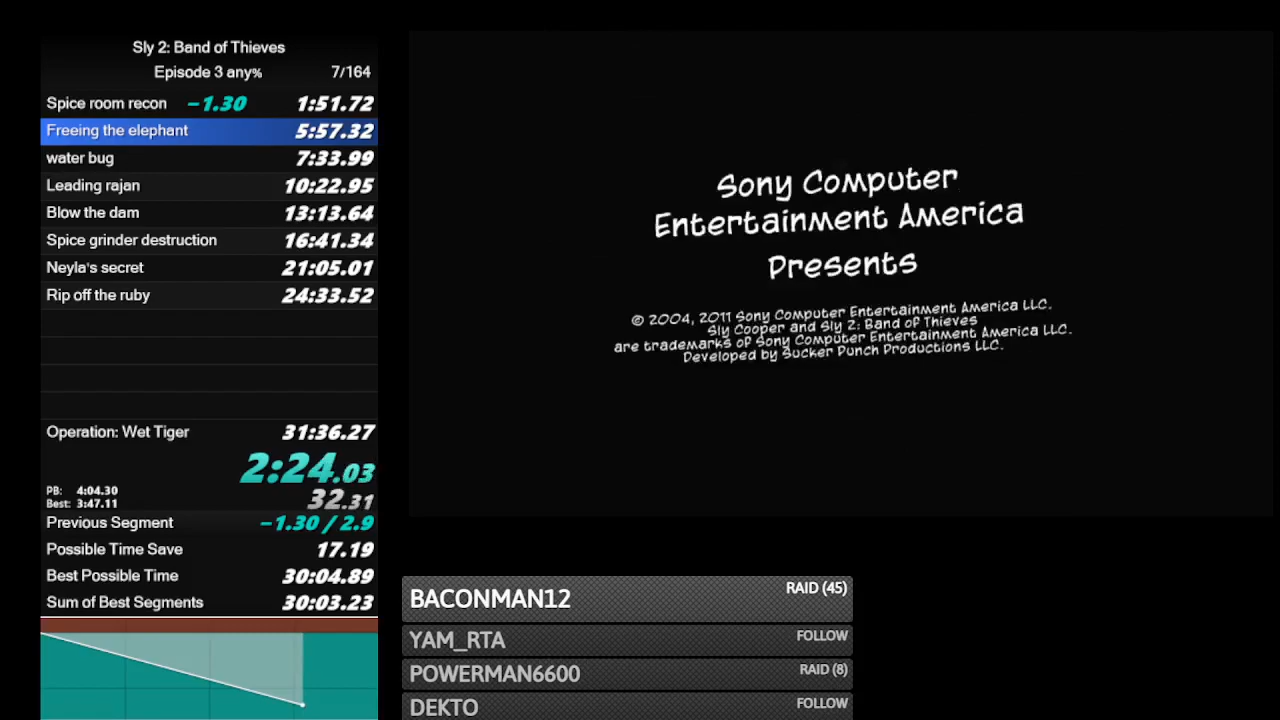 Sly 2: Band of Thieves
Episode 3 any% 7/164
Spice room recon -1.30 1:51.72
Freeing the elephant 5:57.32
water bug 7:33.99
Leading rajan 10:22.95
Blow the dam 13:13.64
Spice grinder destruction 16:41.34
Neyla's secret 21:05.01
Rip off the ruby 24:33.52
Operation: Wet Tiger 31:36.27
2:24.03
PB: 4:04.30
Best: 3:47.11
32.31
Previous Segment -1.30 / 2.9
Possible Time Save 17.19
Best Possible Time 30:04.89
Sum of Best Segments 30:03.23
Sony Computer
Entertainment America
Presents
© 2004, 2011 Sony Computer Entertainment America LLC.
Sly Cooper and Sly 2: Band of Thieves
are trademarks of Sony Computer Entertainment America LLC.
Developed by Sucker Punch Productions LLC.
BACONMAN12 RAID (45)
YAM_RTA FOLLOW
POWERMAN6600 RAID (8)
DEKTO FOLLOW